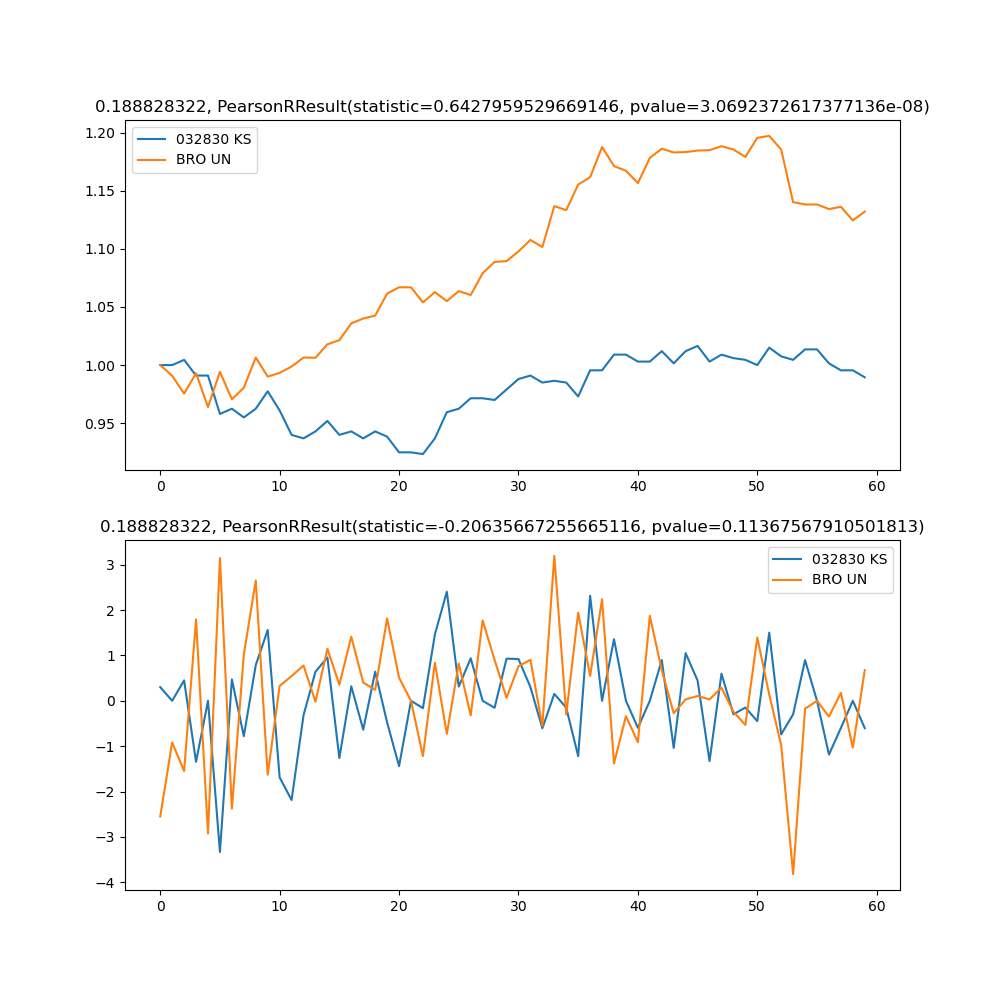 0.188828322, PearsonRResult(statistic=0.6427959529669146, pvalue=3.0692372617377136e-08)
032830 KS
BRO UN
1.20
1.15
1.10
1.05
1.00
0.95
0 10 20 30 40 50 60
0.188828322, PearsonRResult(statistic=-0.20635667255665116, pvalue=0.11367567910501813)
032830 KS
BRO UN
3
2
1
0
−1
−2
−3
−4
0 10 20 30 40 50 60